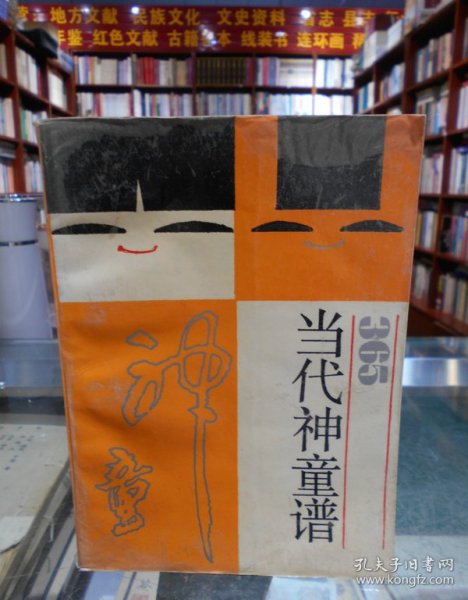 地方文献 民族文化 文史资料 省志 县志
年鉴 红色文献 古籍 线装书 连环画
神童
365
当代神童谱
孔夫子旧书网
www.kongfz.com